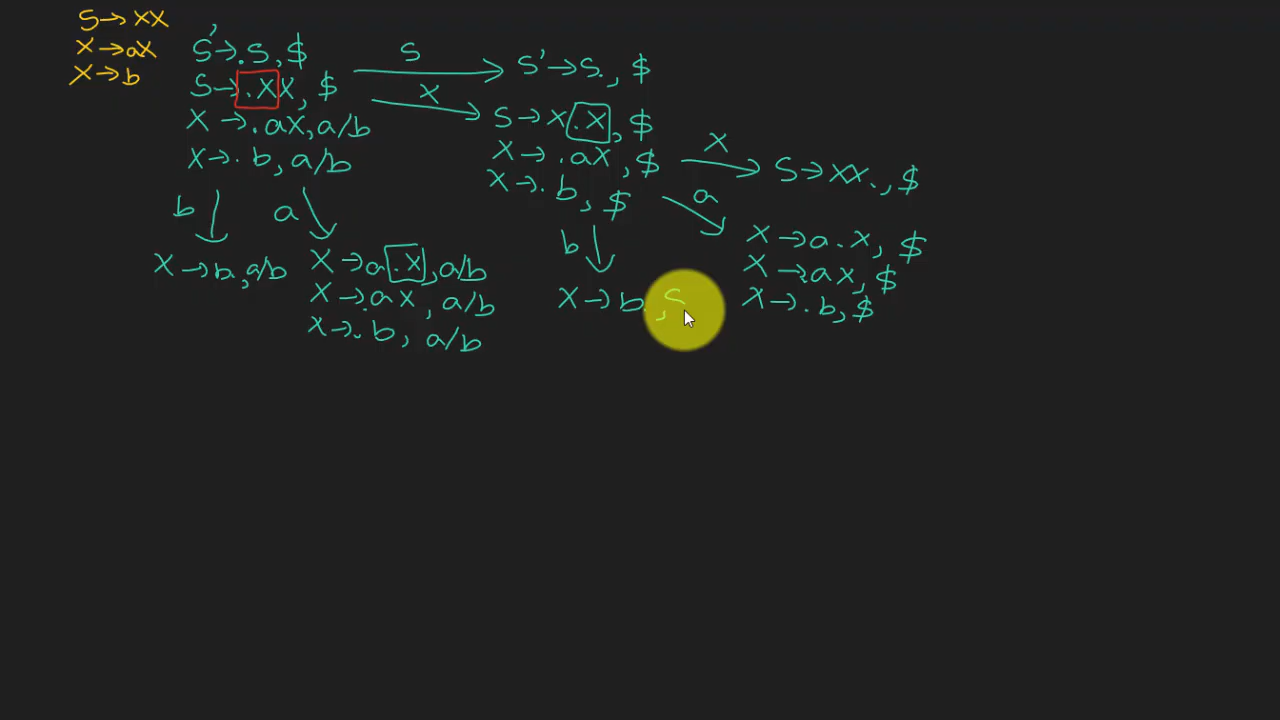 S→XX
X→aX
X→b
S'→.S,$
S→.XX,$
X→.aX,a/b
X→.b,a/b
S
X
S'→S.,$
S→X.X,$
X→.aX,$
X→.b,$
X
S→XX.,$
a
X→a.X,$
X→.aX,$
X→.b,$
b
X→b.,a/b
a
X→a.X,a/b
X→.aX,a/b
X→.b,a/b
b
X→b.,